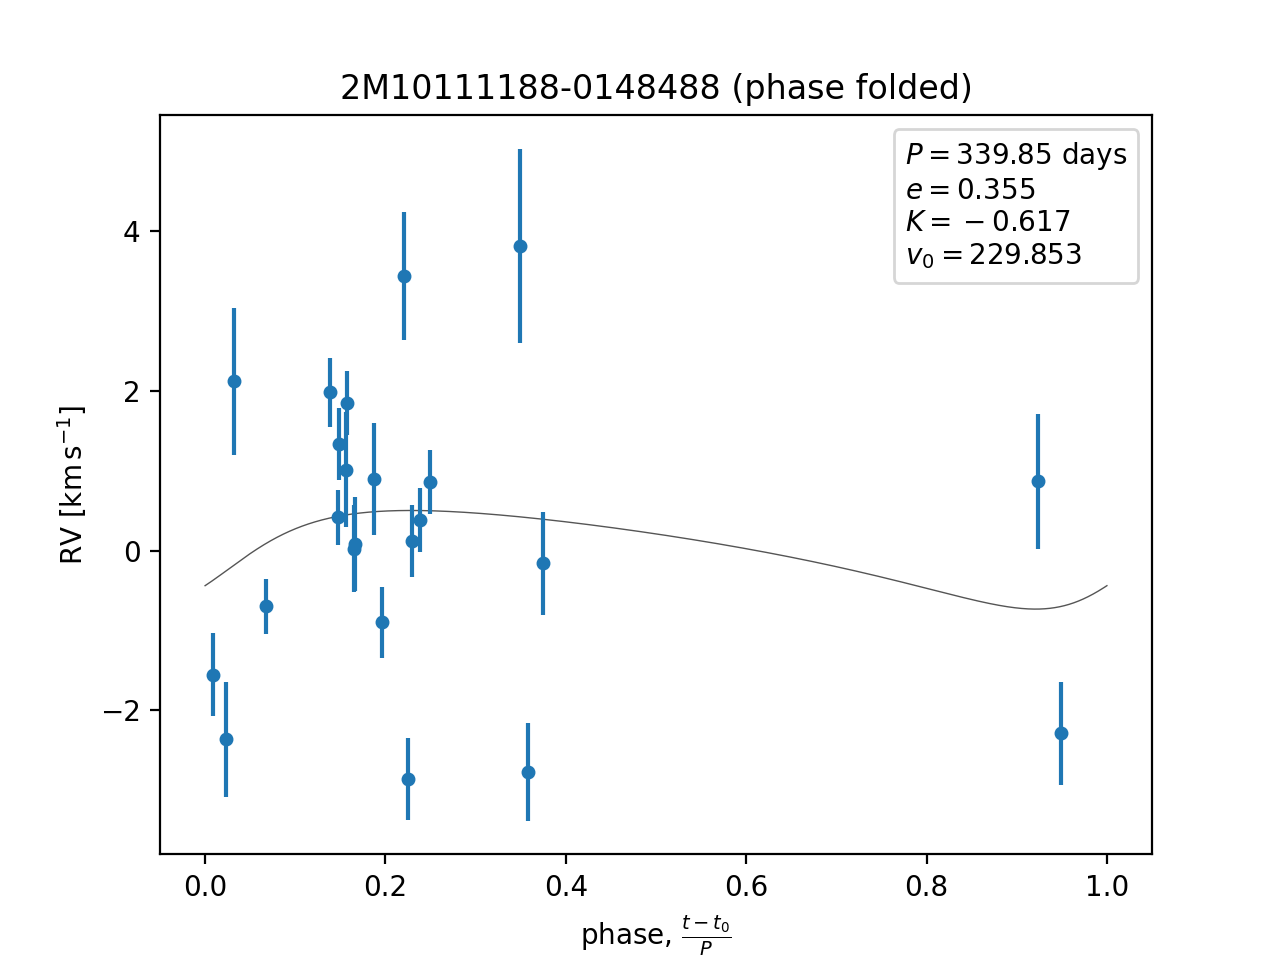 2M10111188-0148488 (phase folded)
P = 339.85 days
e = 0.355
K = −0.617
v₀ = 229.853
RV [km s⁻¹]
4
2
0
−2
0.0 0.2 0.4 0.6 0.8 1.0
phase, (t − t₀)/P